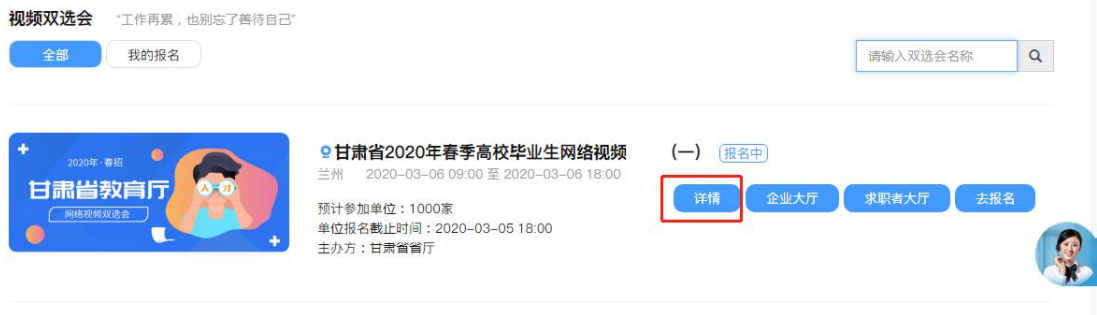 视频双选会 “工作再累，也别忘了善待自己”
全部 我的报名 请输入双选会名称
2020年·春招
甘肃省教育厅
网络视频双选会
人 才
甘肃省2020年春季高校毕业生网络视频 （一） 报名中
兰州 2020-03-06 09:00 至 2020-03-06 18:00
详情 企业大厅 求职者大厅 去报名
预计参加单位：1000家
单位报名截止时间：2020-03-05 18:00
主办方：甘肃省省厅